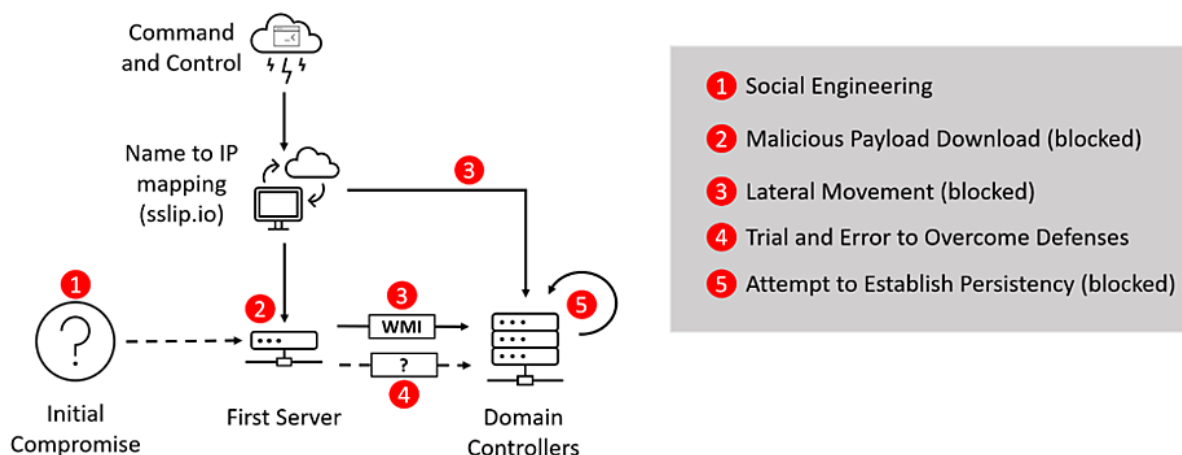 Command
and Control
Name to IP
mapping
(sslip.io)
3
1
2
3
WMI
?
4
5
?
Initial
Compromise
First Server
Domain
Controllers
1 Social Engineering
2 Malicious Payload Download (blocked)
3 Lateral Movement (blocked)
4 Trial and Error to Overcome Defenses
5 Attempt to Establish Persistency (blocked)